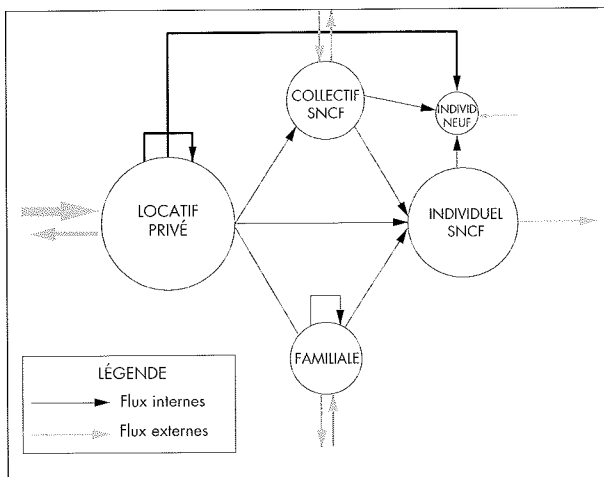 COLLECTIF
SNCF
INDIVID
NEUF
LOCATIF
PRIVÉ
INDIVIDUEL
SNCF
FAMILIALE
LÉGENDE
Flux internes
Flux externes